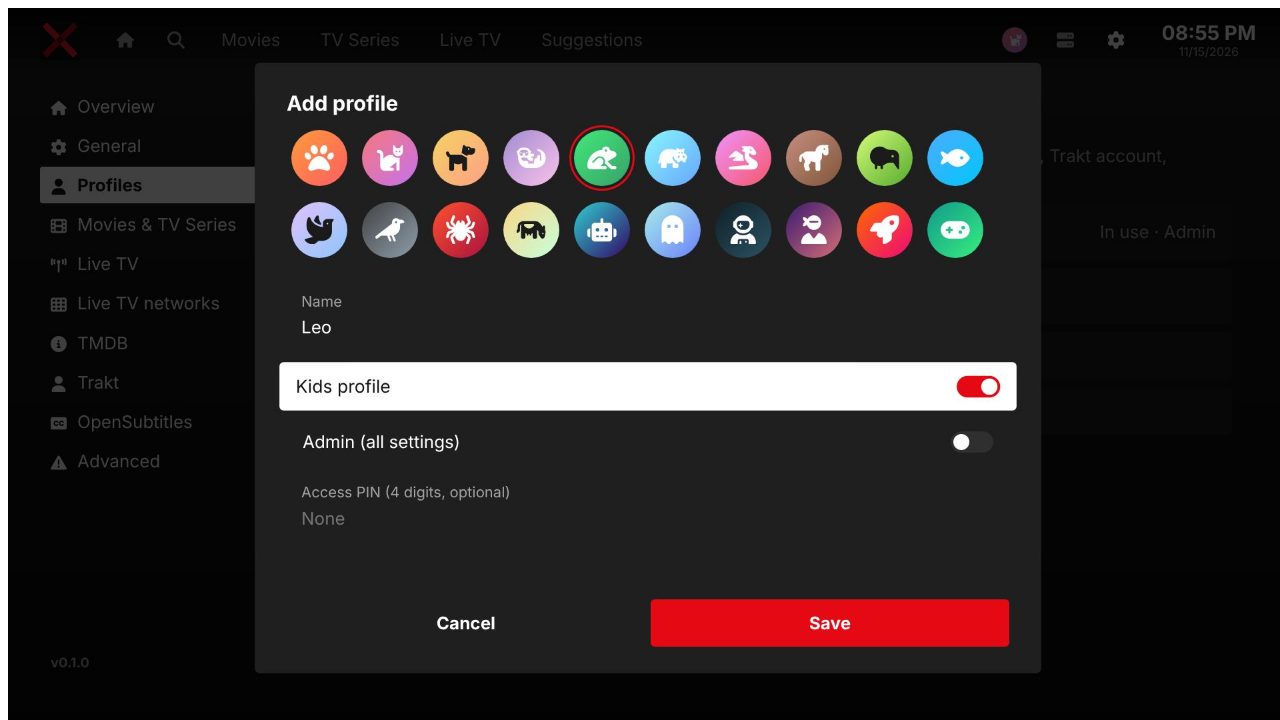 Movies TV Series Live TV Suggestions
08:55 PM
11/15/2026
Overview
General
Profiles
Movies & TV Series
Live TV
Live TV networks
TMDB
Trakt
OpenSubtitles
Advanced
v0.1.0
, Trakt account,
In use · Admin
Add profile
Name
Leo
Kids profile
Admin (all settings)
Access PIN (4 digits, optional)
None
Cancel
Save